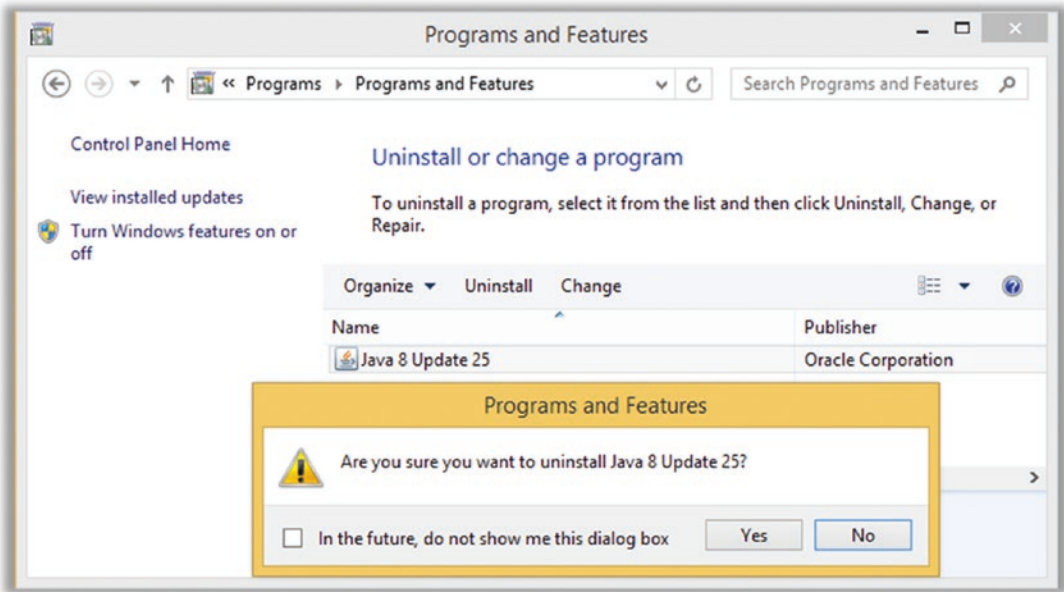 Programs and Features
« Programs ▸ Programs and Features
Search Programs and Features
Control Panel Home
View installed updates
Turn Windows features on or
off
Uninstall or change a program
To uninstall a program, select it from the list and then click Uninstall, Change, or
Repair.
Organize Uninstall Change
Name Publisher
Java 8 Update 25 Oracle Corporation
Programs and Features
Are you sure you want to uninstall Java 8 Update 25?
In the future, do not show me this dialog box
Yes No